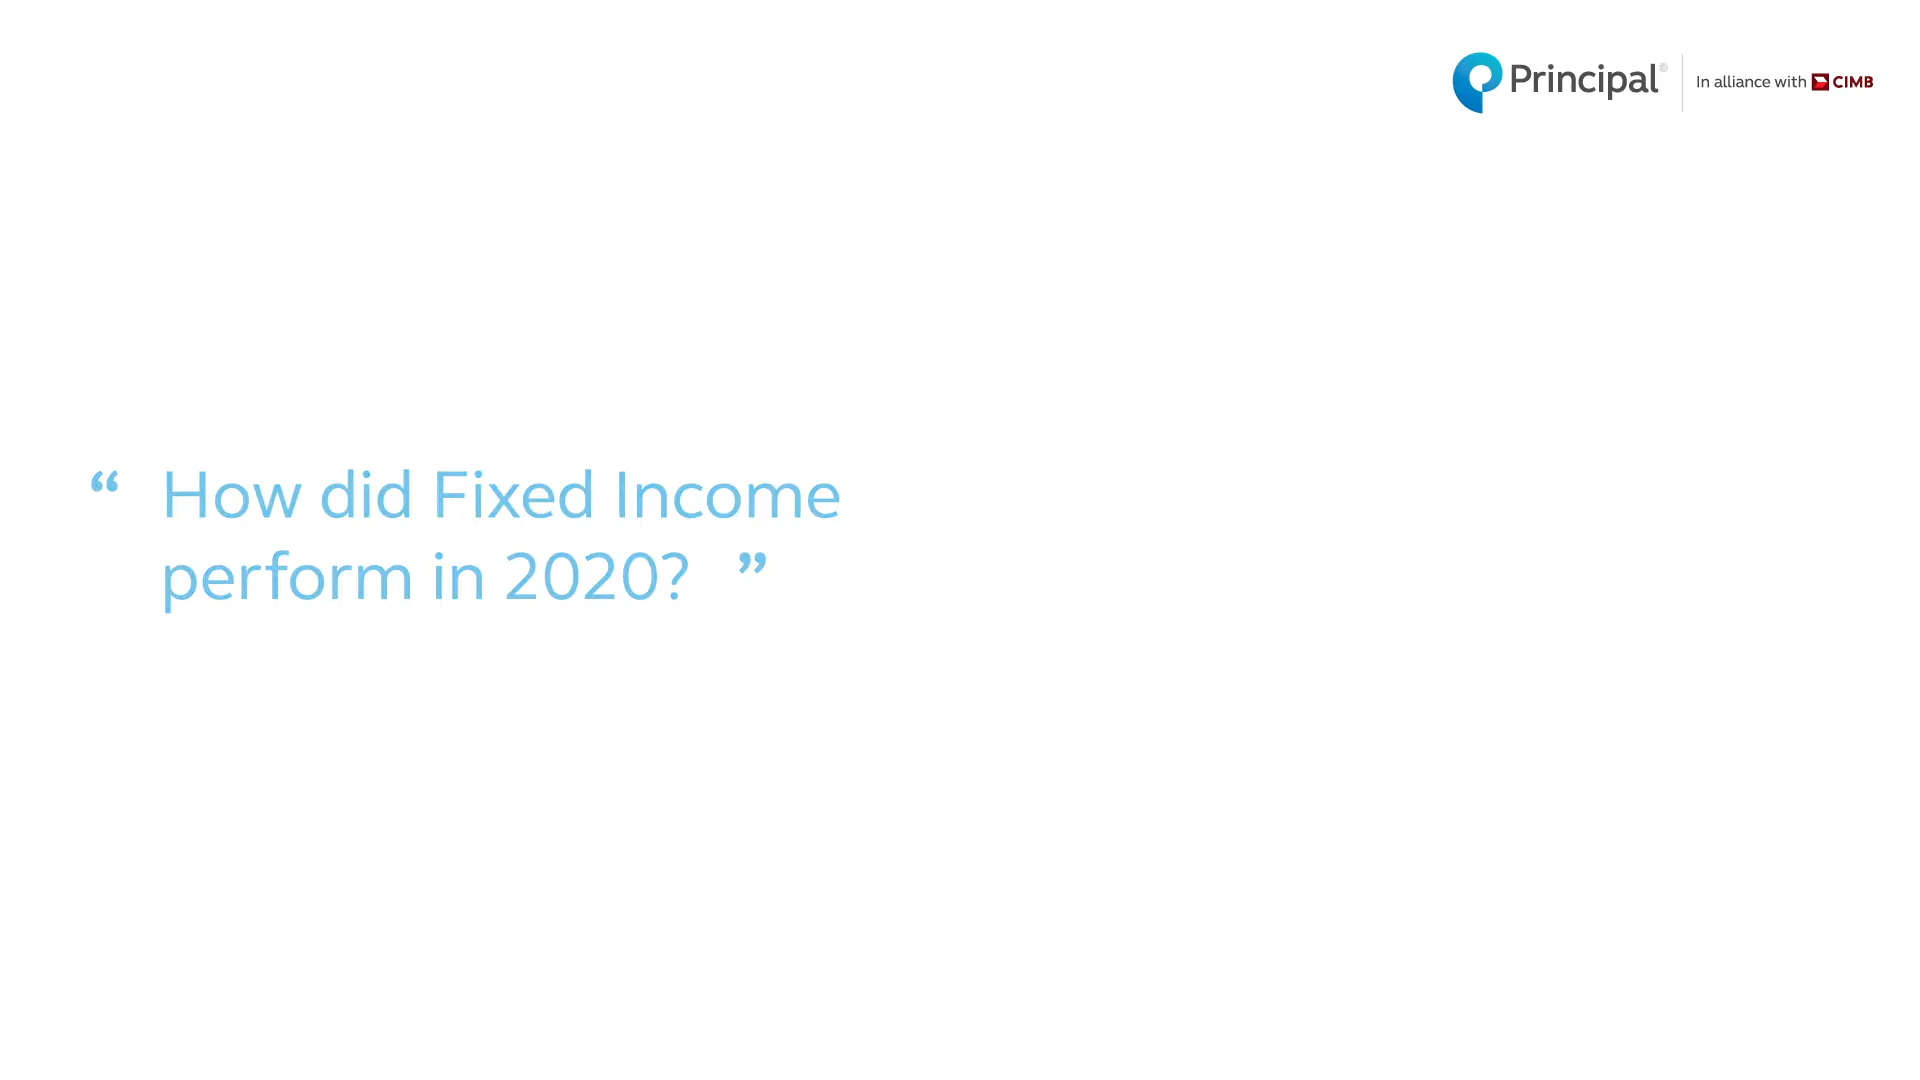 Principal®
In alliance with CIMB
“ How did Fixed Income
perform in 2020? ”